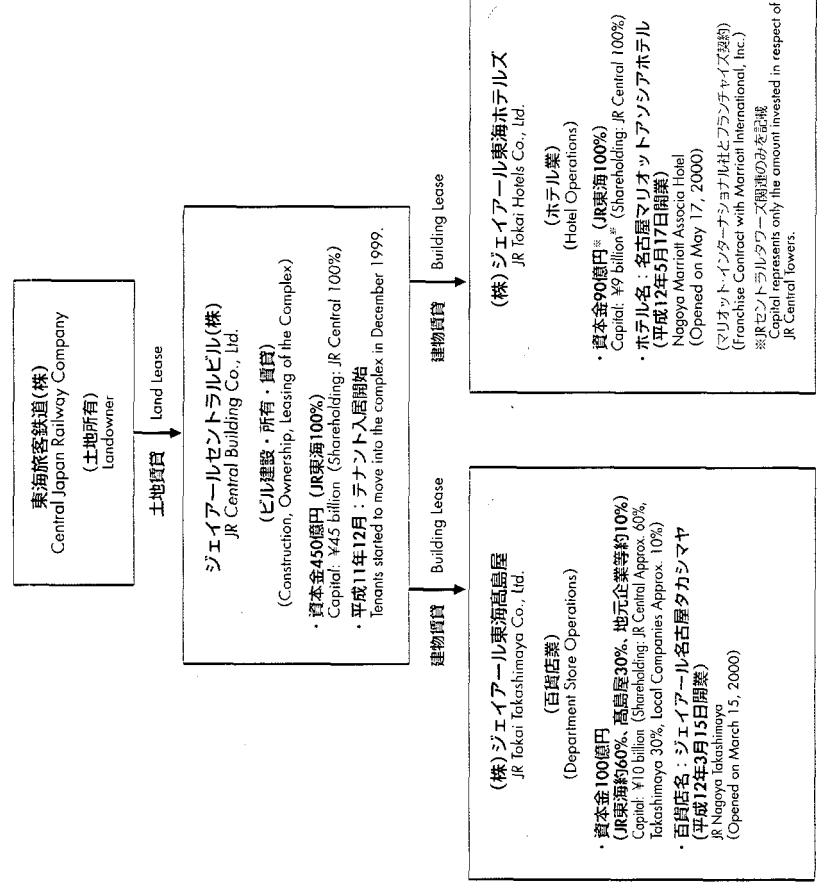 東海旅客鉄道(株)
Central Japan Railway Company
(土地所有)
Landowner
土地賃貸
Land Lease
ジェイアールセントラルビル(株)
JR Central Building Co., Ltd.
(ビル建設・所有・賃貸)
(Construction, Ownership, Leasing of the Complex)
・資本金450億円 (JR東海100%)
Capital: ¥45 billion (Shareholding: JR Central 100%)
・平成11年12月：テナント入居開始
Tenants started to move into the complex in December 1999.
建物賃貸
Building Lease
建物賃貸
Building Lease
(株)ジェイアール東海髙島屋
JR Tokai Takashimaya Co., Ltd.
(百貨店業)
(Department Store Operations)
・資本金100億円
(JR東海約60%、髙島屋30%、地元企業等約10%)
Capital: ¥10 billion (Shareholding: JR Central Approx. 60%,
Takashimaya 30%, Local Companies Approx. 10%)
・百貨店名：ジェイアール名古屋タカシマヤ
(平成12年3月15日開業)
JR Nagoya Takashimaya
(Opened on March 15, 2000)
(株)ジェイアール東海ホテルズ
JR Tokai Hotels Co., Ltd.
(ホテル業)
(Hotel Operations)
・資本金90億円※ (JR東海100%)
Capital: ¥9 billion※ (Shareholding: JR Central 100%)
・ホテル名：名古屋マリオットアソシアホテル
(平成12年5月17日開業)
Nagoya Marriott Associa Hotel
(Opened on May 17, 2000)
(マリオット・インターナショナル社とフランチャイズ契約)
(Franchise Contract with Marriott International, Inc.)
※JRセントラルタワーズ関連のみを記載
Capital represents only the amount invested in respect of
JR Central Towers.